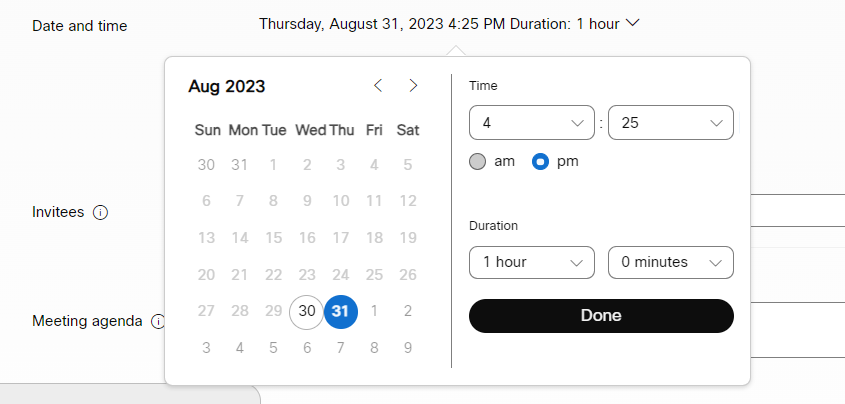 Date and time
Thursday, August 31, 2023 4:25 PM Duration: 1 hour
Aug 2023
Sun Mon Tue Wed Thu Fri Sat
30 31 1 2 3 4 5
6 7 8 9 10 11 12
13 14 15 16 17 18 19
20 21 22 23 24 25 26
27 28 29 30 31 1 2
3 4 5 6 7 8 9
Time
4 : 25
am pm
Duration
1 hour 0 minutes
Done
Invitees
Meeting agenda